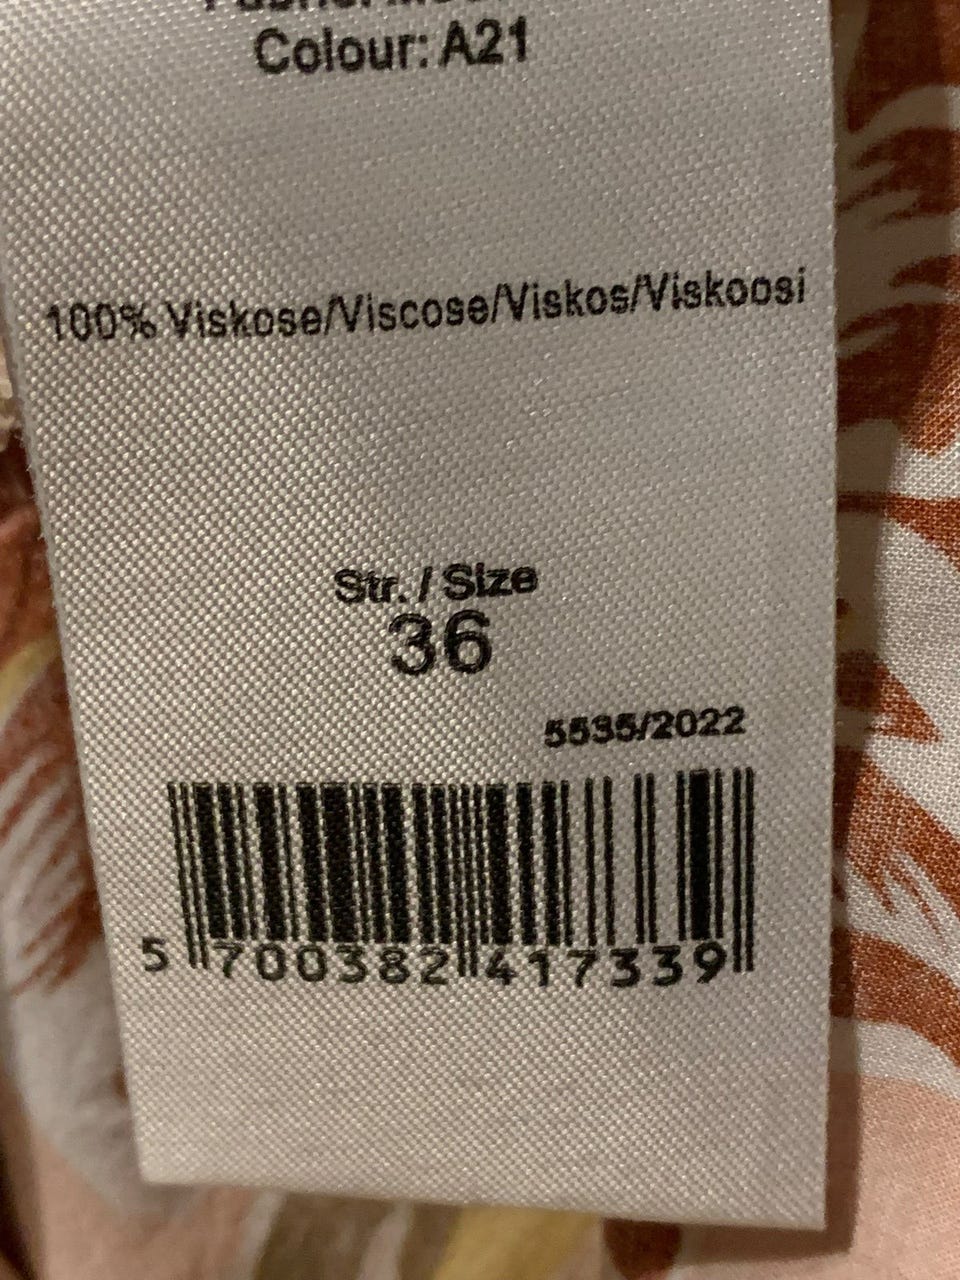 Colour: A21
100% Viskose/Viscose/Viskos/Viskoosi
Str. / Size
36
5535/2022
5 700382 417339